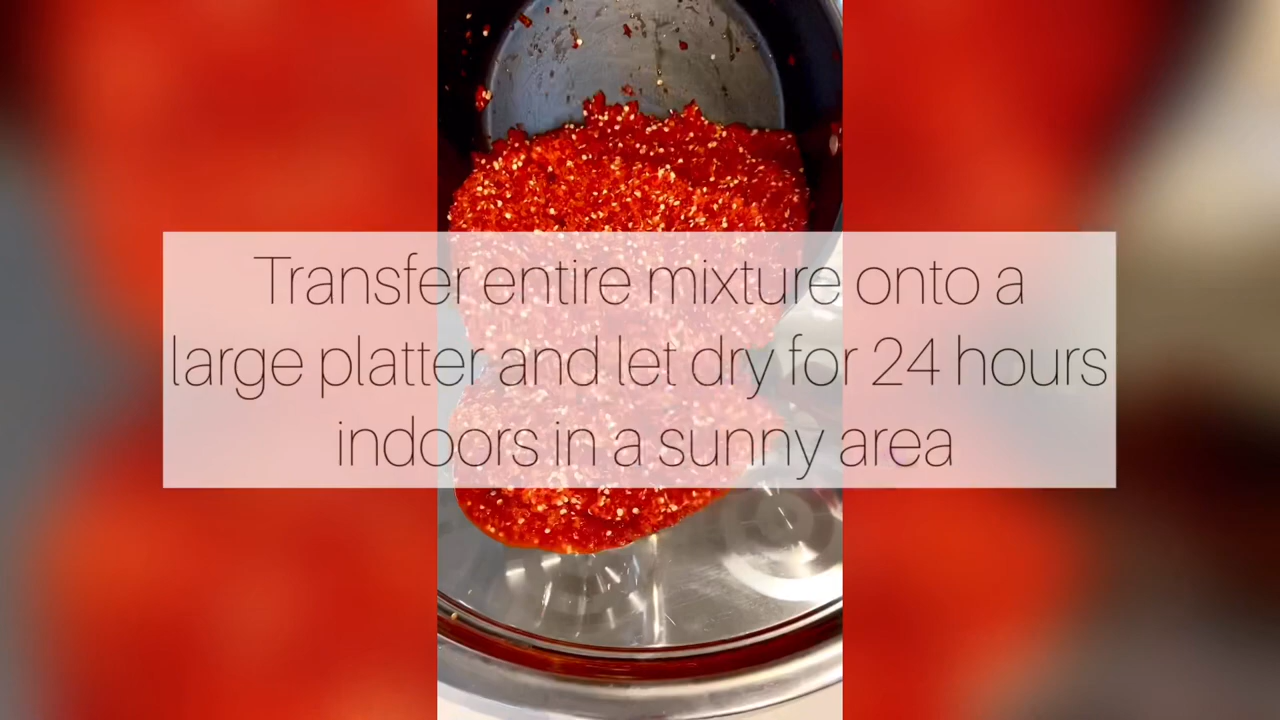 Transfer entire mixture onto a
large platter and let dry for 24 hours
indoors in a sunny area